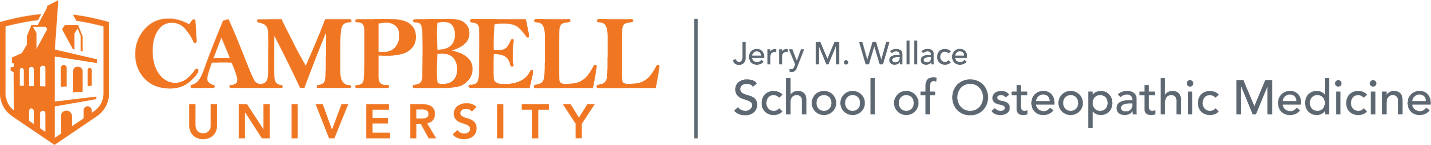 CAMPBELL
UNIVERSITY
Jerry M. Wallace
School of Osteopathic Medicine